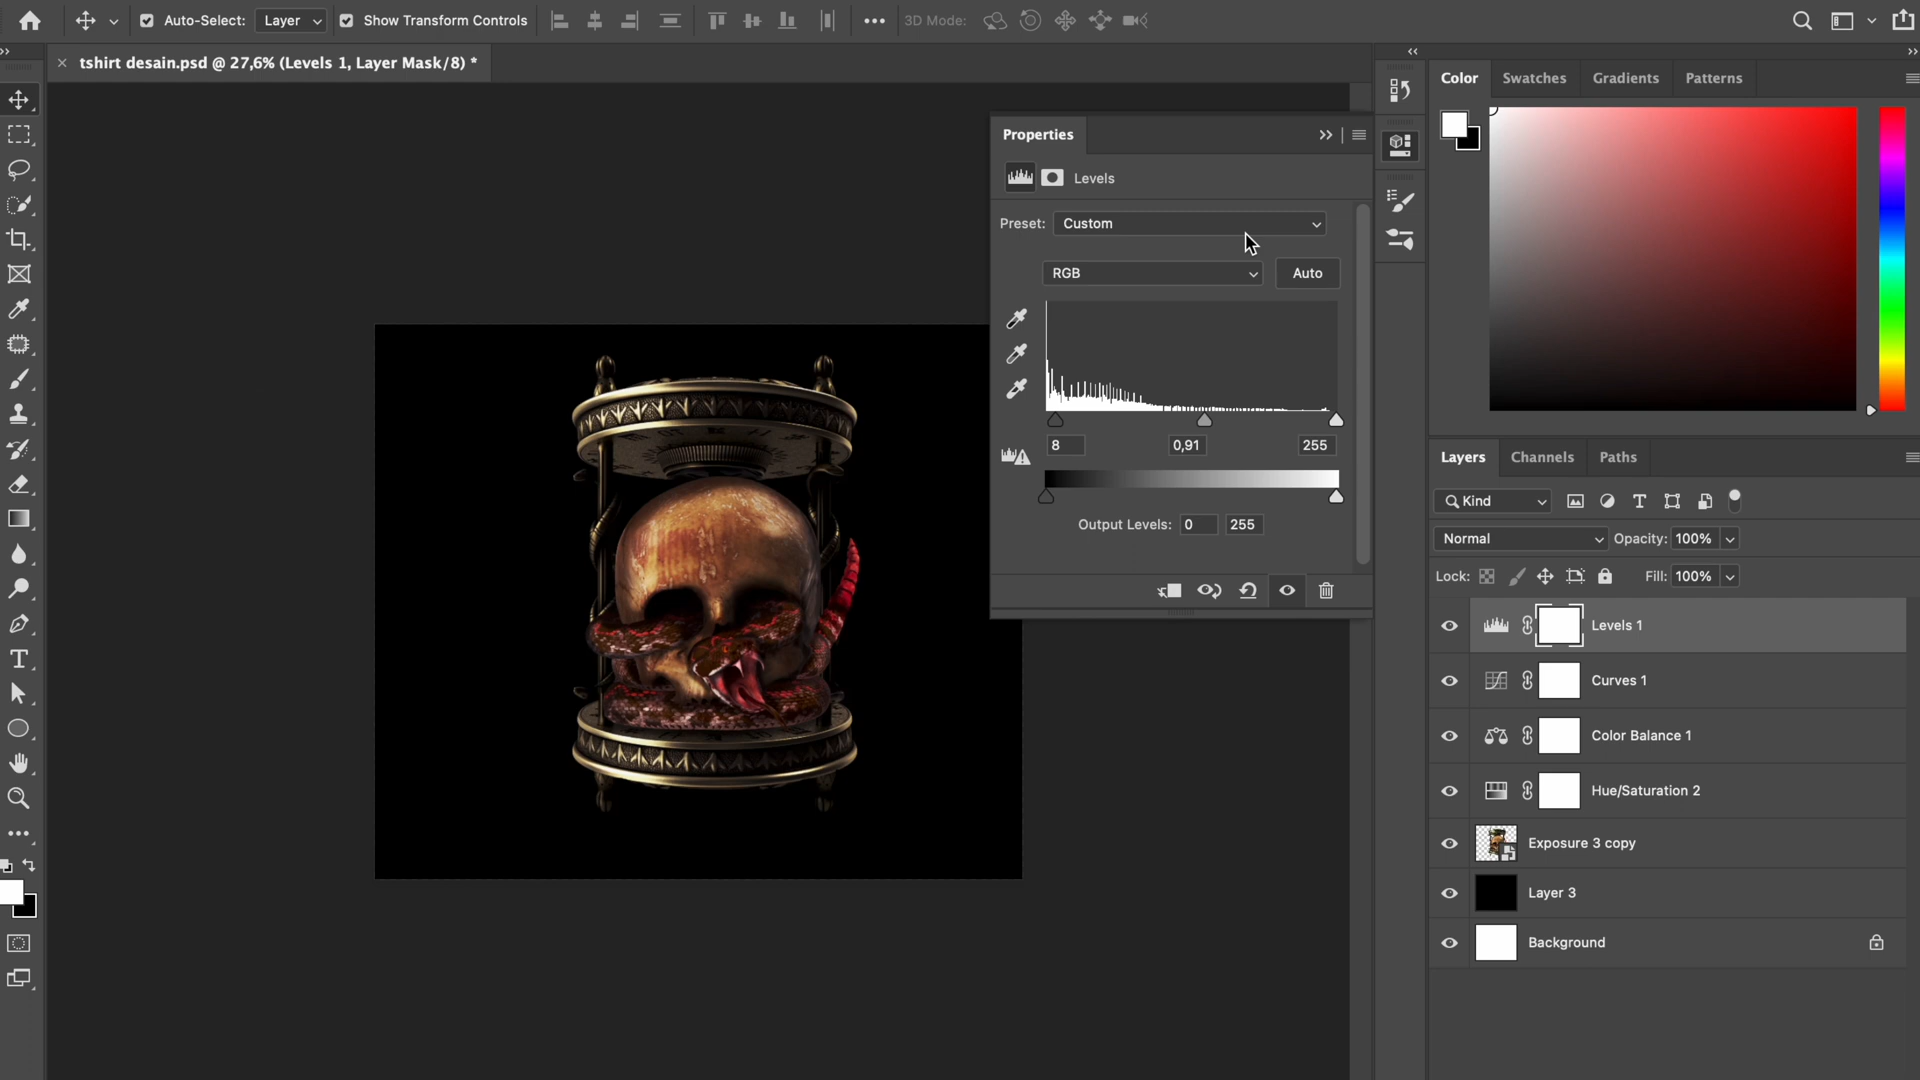 Auto-Select: Layer Show Transform Controls 3D Mode:
tshirt desain.psd @ 27,6% (Levels 1, Layer Mask/8) *
Properties
Levels
Preset: Custom
RGB Auto
8 0,91 255
Output Levels: 0 255
Color Swatches Gradients Patterns
Layers Channels Paths
Kind
Normal Opacity: 100%
Lock: Fill: 100%
Levels 1
Curves 1
Color Balance 1
Hue/Saturation 2
Exposure 3 copy
Layer 3
Background